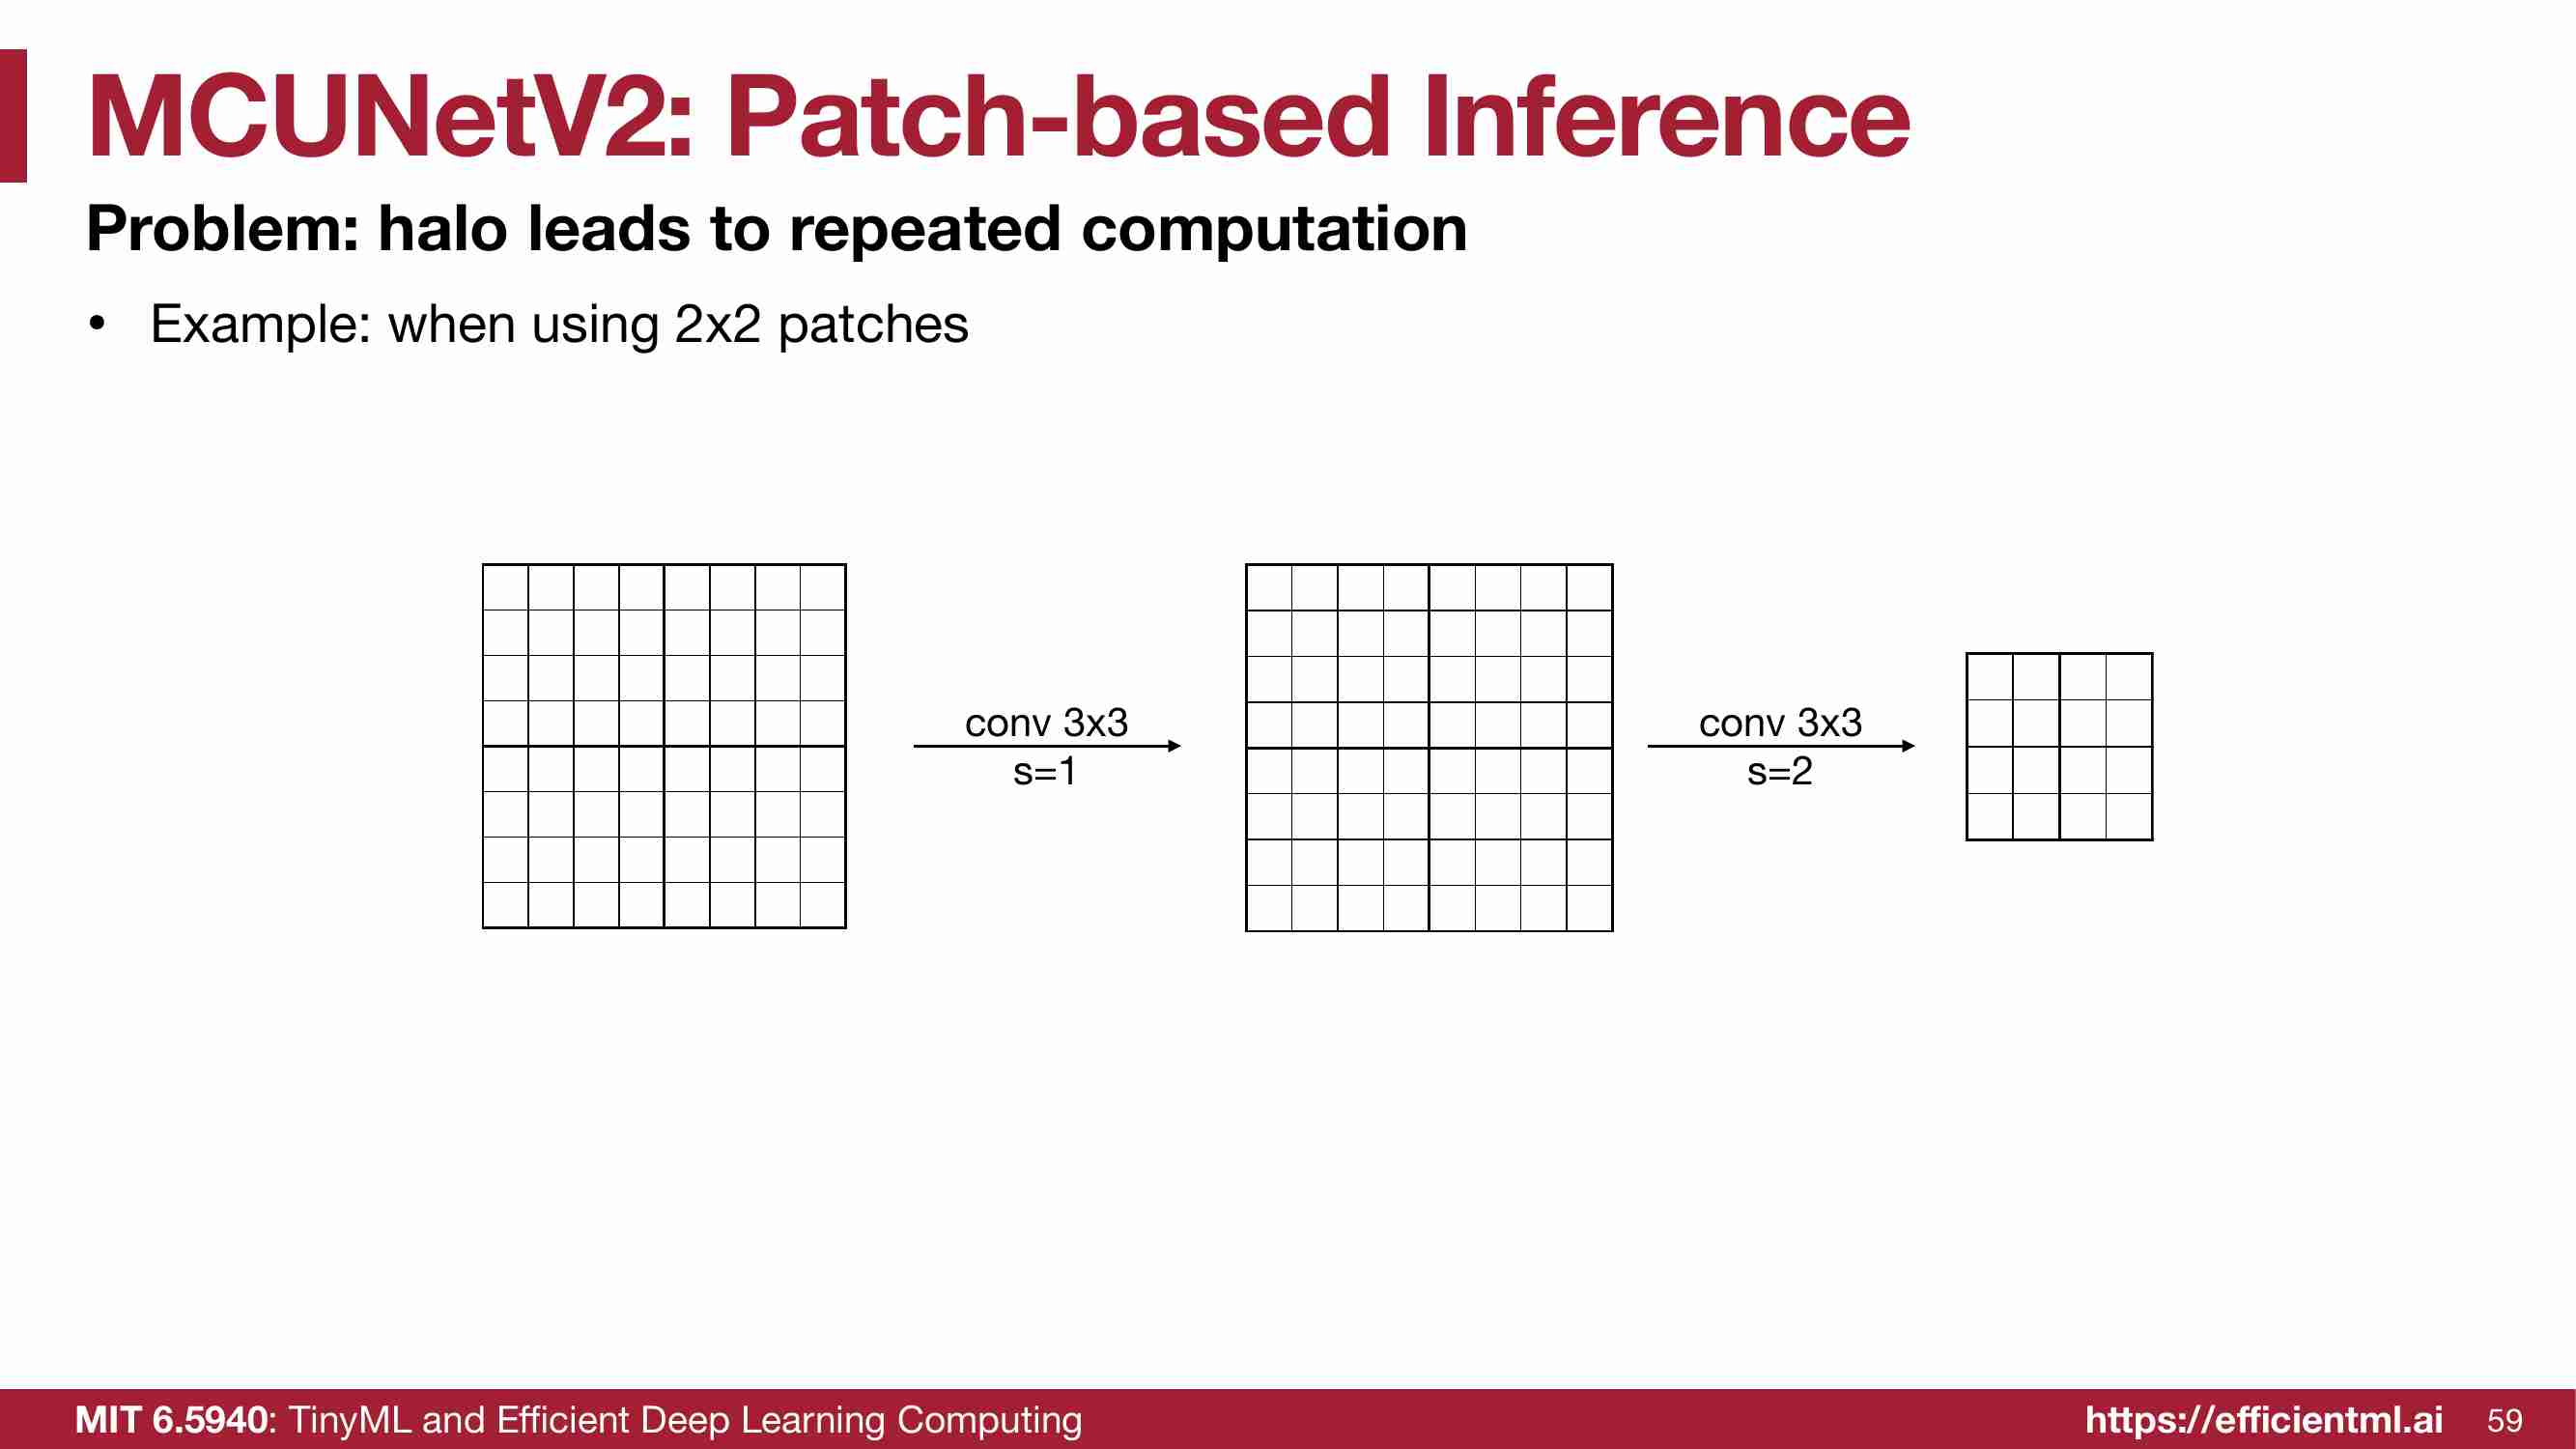 MCUNetV2: Patch-based Inference
Problem: halo leads to repeated computation
• Example: when using 2x2 patches
conv 3x3
s=1
conv 3x3
s=2
MIT 6.5940: TinyML and Efficient Deep Learning Computing
https://efficientml.ai 59